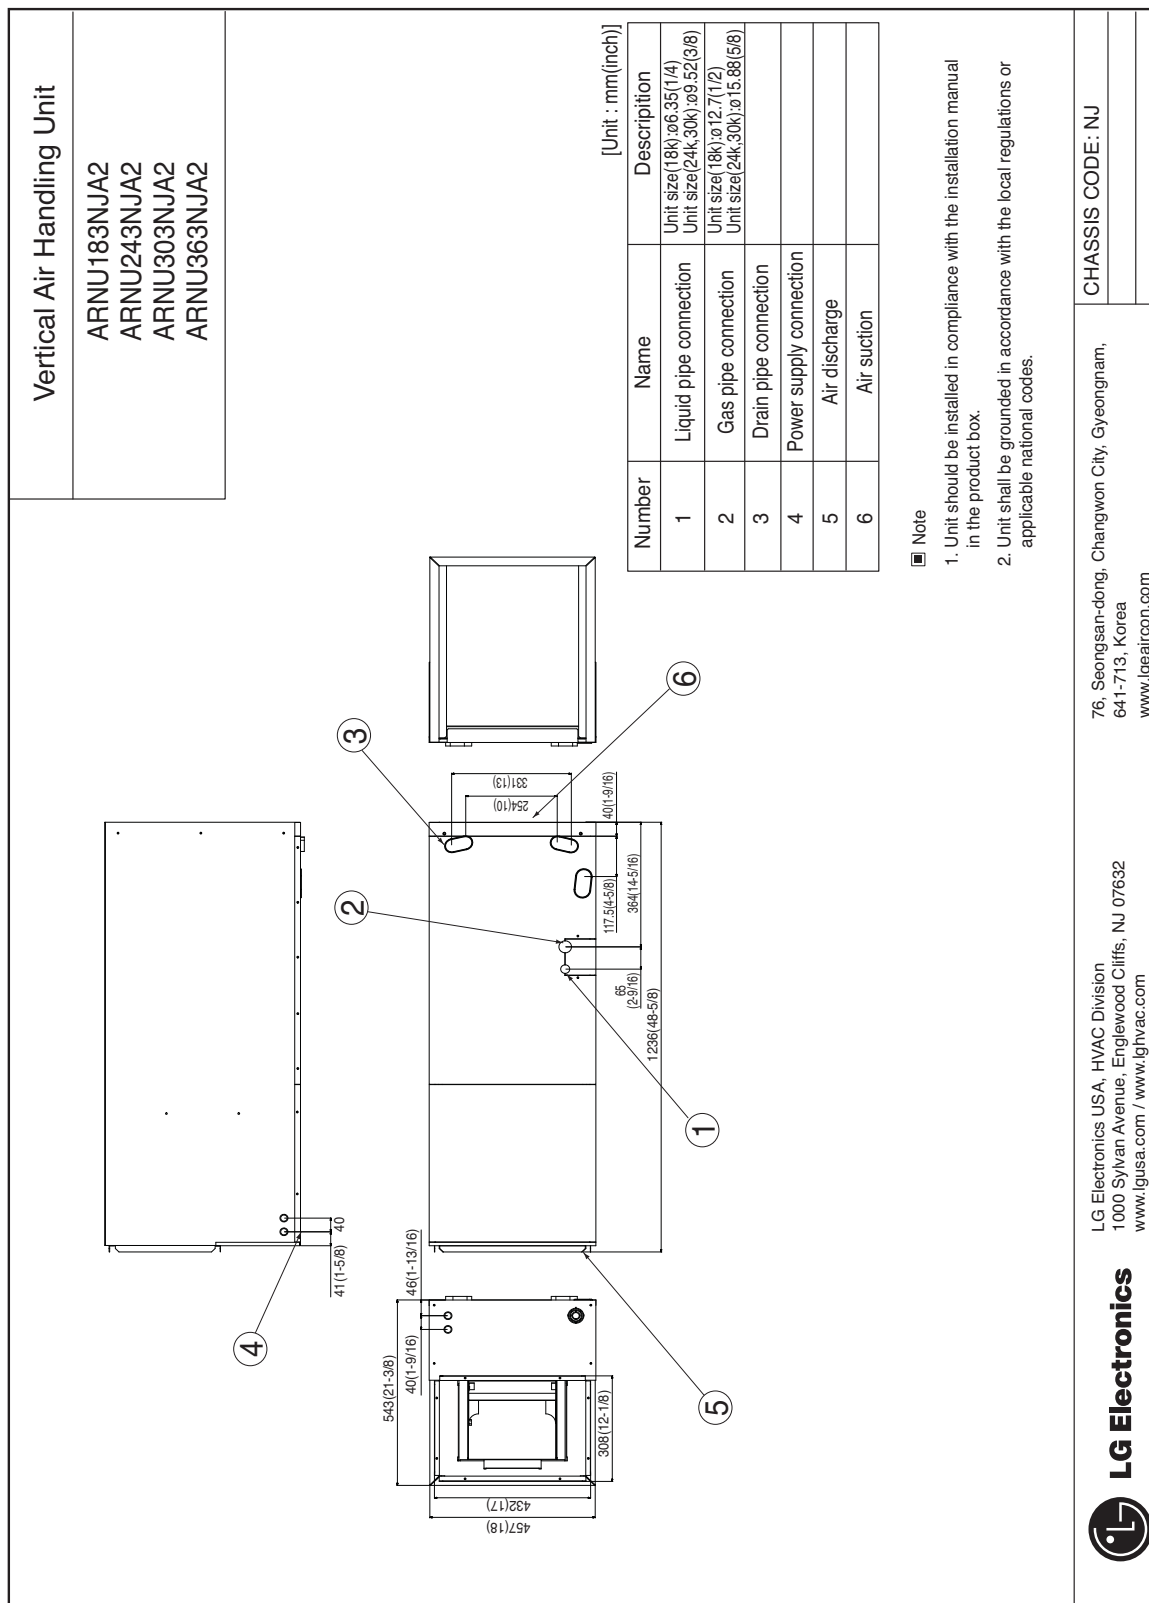 Vertical Air Handling Unit
ARNU183NJA2
ARNU243NJA2
ARNU303NJA2
ARNU363NJA2
[Unit : mm(inch)]
Number Name Descripition
1 Liquid pipe connection Unit size(18k):ø6.35(1/4)
Unit size(24k,30k):ø9.52(3/8)
2 Gas pipe connection Unit size(18k):ø12.7(1/2)
Unit size(24k,30k):ø15.88(5/8)
3 Drain pipe connection
4 Power supply connection
5 Air discharge
6 Air suction
Note
1. Unit should be installed in compliance with the installation manual
in the product box.
2. Unit shall be grounded in accordance with the local regulations or
applicable national codes.
4
41(1-5/8)
40
543(21-3/8)
40(1-9/16)
46(1-13/16)
457(18)
432(17)
308(12-1/8)
5
2
3
331(13)
254(10)
40(1-9/16)
117.5(4-5/8)
364(14-5/16)
65
(2-9/16)
1236(48-5/8)
1
6
LG Electronics
LG Electronics USA, HVAC Division
1000 Sylvan Avenue, Englewood Cliffs, NJ 07632
www.lgusa.com / www.lghvac.com
76, Seongsan-dong, Changwon City, Gyeongnam,
641-713, Korea
www.lgeaircon.com
CHASSIS CODE: NJ